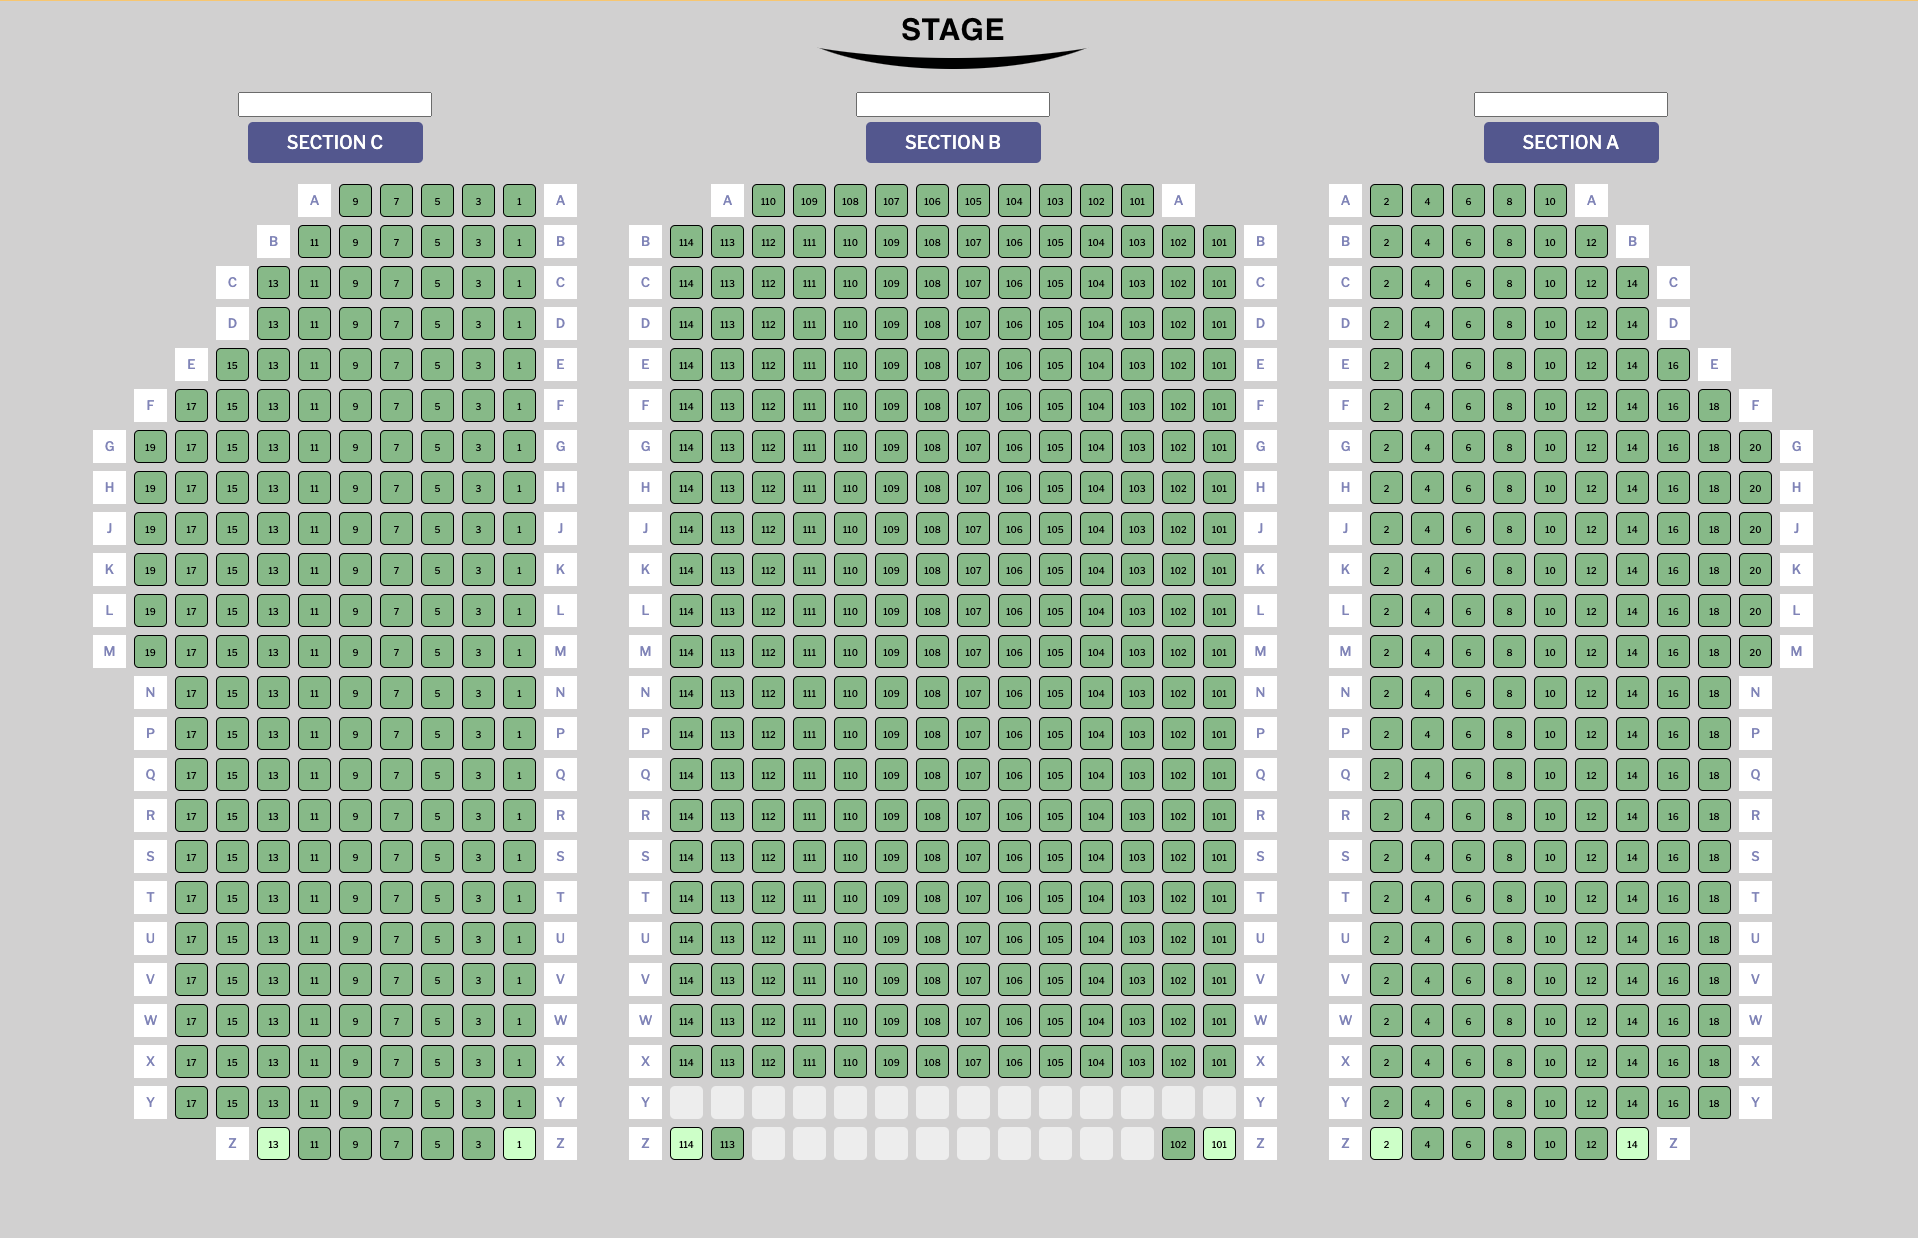 STAGE
SECTION C SECTION B SECTION A
A 9 7 5 3 1 A A 110 109 108 107 106 105 104 103 102 101 A A 2 4 6 8 10 A
B 11 9 7 5 3 1 B B 114 113 112 111 110 109 108 107 106 105 104 103 102 101 B B 2 4 6 8 10 12 B
C 13 11 9 7 5 3 1 C C 114 113 112 111 110 109 108 107 106 105 104 103 102 101 C C 2 4 6 8 10 12 14 C
D 13 11 9 7 5 3 1 D D 114 113 112 111 110 109 108 107 106 105 104 103 102 101 D D 2 4 6 8 10 12 14 D
E 15 13 11 9 7 5 3 1 E E 114 113 112 111 110 109 108 107 106 105 104 103 102 101 E E 2 4 6 8 10 12 14 16 E
F 17 15 13 11 9 7 5 3 1 F F 114 113 112 111 110 109 108 107 106 105 104 103 102 101 F F 2 4 6 8 10 12 14 16 18 F
G 19 17 15 13 11 9 7 5 3 1 G G 114 113 112 111 110 109 108 107 106 105 104 103 102 101 G G 2 4 6 8 10 12 14 16 18 20 G
H 19 17 15 13 11 9 7 5 3 1 H H 114 113 112 111 110 109 108 107 106 105 104 103 102 101 H H 2 4 6 8 10 12 14 16 18 20 H
J 19 17 15 13 11 9 7 5 3 1 J J 114 113 112 111 110 109 108 107 106 105 104 103 102 101 J J 2 4 6 8 10 12 14 16 18 20 J
K 19 17 15 13 11 9 7 5 3 1 K K 114 113 112 111 110 109 108 107 106 105 104 103 102 101 K K 2 4 6 8 10 12 14 16 18 20 K
L 19 17 15 13 11 9 7 5 3 1 L L 114 113 112 111 110 109 108 107 106 105 104 103 102 101 L L 2 4 6 8 10 12 14 16 18 20 L
M 19 17 15 13 11 9 7 5 3 1 M M 114 113 112 111 110 109 108 107 106 105 104 103 102 101 M M 2 4 6 8 10 12 14 16 18 20 M
N 17 15 13 11 9 7 5 3 1 N N 114 113 112 111 110 109 108 107 106 105 104 103 102 101 N N 2 4 6 8 10 12 14 16 18 N
P 17 15 13 11 9 7 5 3 1 P P 114 113 112 111 110 109 108 107 106 105 104 103 102 101 P P 2 4 6 8 10 12 14 16 18 P
Q 17 15 13 11 9 7 5 3 1 Q Q 114 113 112 111 110 109 108 107 106 105 104 103 102 101 Q Q 2 4 6 8 10 12 14 16 18 Q
R 17 15 13 11 9 7 5 3 1 R R 114 113 112 111 110 109 108 107 106 105 104 103 102 101 R R 2 4 6 8 10 12 14 16 18 R
S 17 15 13 11 9 7 5 3 1 S S 114 113 112 111 110 109 108 107 106 105 104 103 102 101 S S 2 4 6 8 10 12 14 16 18 S
T 17 15 13 11 9 7 5 3 1 T T 114 113 112 111 110 109 108 107 106 105 104 103 102 101 T T 2 4 6 8 10 12 14 16 18 T
U 17 15 13 11 9 7 5 3 1 U U 114 113 112 111 110 109 108 107 106 105 104 103 102 101 U U 2 4 6 8 10 12 14 16 18 U
V 17 15 13 11 9 7 5 3 1 V V 114 113 112 111 110 109 108 107 106 105 104 103 102 101 V V 2 4 6 8 10 12 14 16 18 V
W 17 15 13 11 9 7 5 3 1 W W 114 113 112 111 110 109 108 107 106 105 104 103 102 101 W W 2 4 6 8 10 12 14 16 18 W
X 17 15 13 11 9 7 5 3 1 X X 114 113 112 111 110 109 108 107 106 105 104 103 102 101 X X 2 4 6 8 10 12 14 16 18 X
Y 17 15 13 11 9 7 5 3 1 Y Y Y Y 2 4 6 8 10 12 14 16 18 Y
Z 13 11 9 7 5 3 1 Z Z 114 113 102 101 Z Z 2 4 6 8 10 12 14 Z